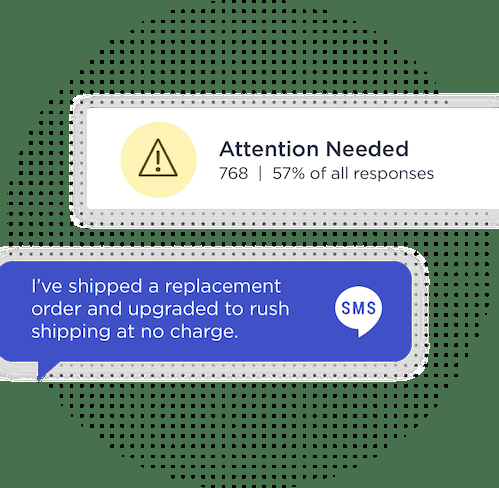 Attention Needed
768 | 57% of all responses
I’ve shipped a replacement
order and upgraded to rush
shipping at no charge.
SMS